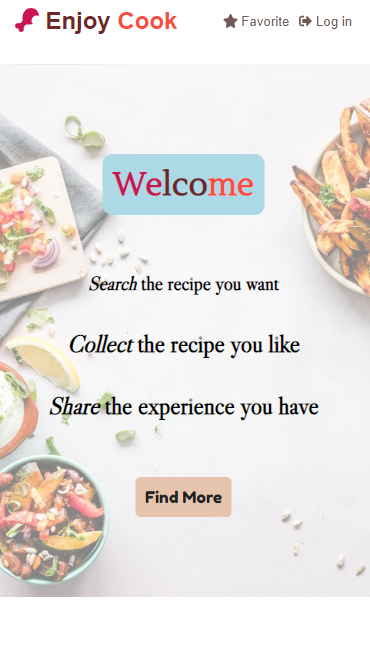 Enjoy Cook
Favorite
Log in
Welcome
Search the recipe you want
Collect the recipe you like
Share the experience you have
Find More